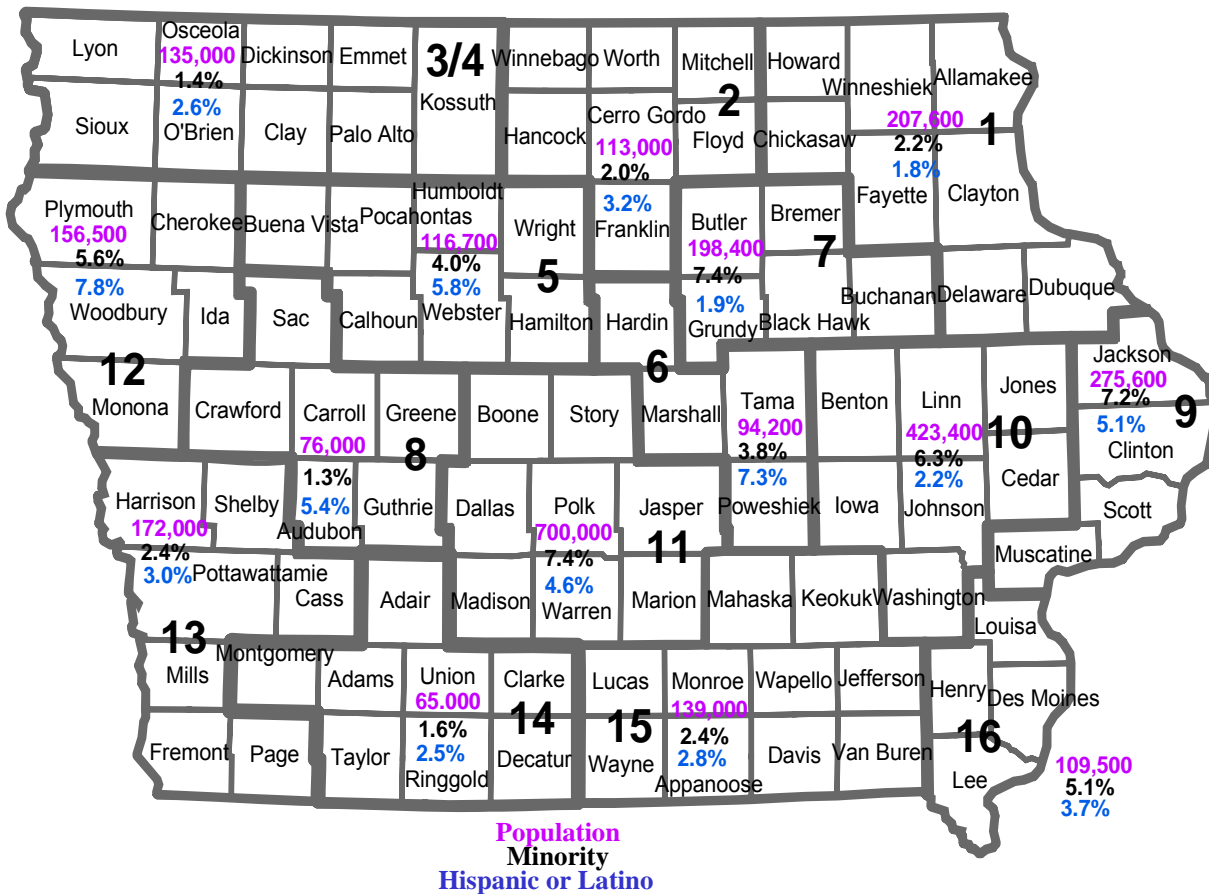 Lyon
Osceola
135,000
1.4%
2.6%
O'Brien
Dickinson
Emmet
3/4
Kossuth
Winnebago
Worth
Mitchell
2
Howard
Winneshiek
Allamakee
207,600
2.2%
1.8%
1
Sioux
Clay
Palo Alto
Hancock
Cerro Gordo
113,000
2.0%
3.2%
Franklin
Floyd
Chickasaw
Fayette
Clayton
Plymouth
156,500
5.6%
7.8%
Woodbury
Cherokee
Buena Vista
Pocahontas
Humboldt
116,700
4.0%
5.8%
Webster
Wright
5
Hamilton
Butler
198,400
7.4%
1.9%
Grundy
Bremer
7
Black Hawk
Buchanan
Delaware
Dubuque
Ida
Sac
Calhoun
Hardin
6
12
Monona
Crawford
Carroll
76,000
1.3%
5.4%
Audubon
Greene
8
Guthrie
Boone
Story
Marshall
Tama
94,200
3.8%
7.3%
Poweshiek
Benton
Linn
423,400
6.3%
2.2%
Johnson
Jones
10
Cedar
Jackson
275,600
7.2%
5.1%
9
Clinton
Scott
Muscatine
Harrison
172,000
2.4%
3.0%
Pottawattamie
Shelby
Cass
Dallas
Polk
700,000
7.4%
4.6%
Warren
Jasper
11
Iowa
Adair
Madison
Marion
Mahaska
Keokuk
Washington
Louisa
13
Mills
Montgomery
Adams
Union
65.000
1.6%
2.5%
Ringgold
Clarke
14
Decatur
Lucas
15
Wayne
Monroe
139,000
2.4%
2.8%
Appanoose
Wapello
Jefferson
Henry
Des Moines
16
Fremont
Page
Taylor
Davis
Van Buren
Lee
109,500
5.1%
3.7%
Population
Minority
Hispanic or Latino